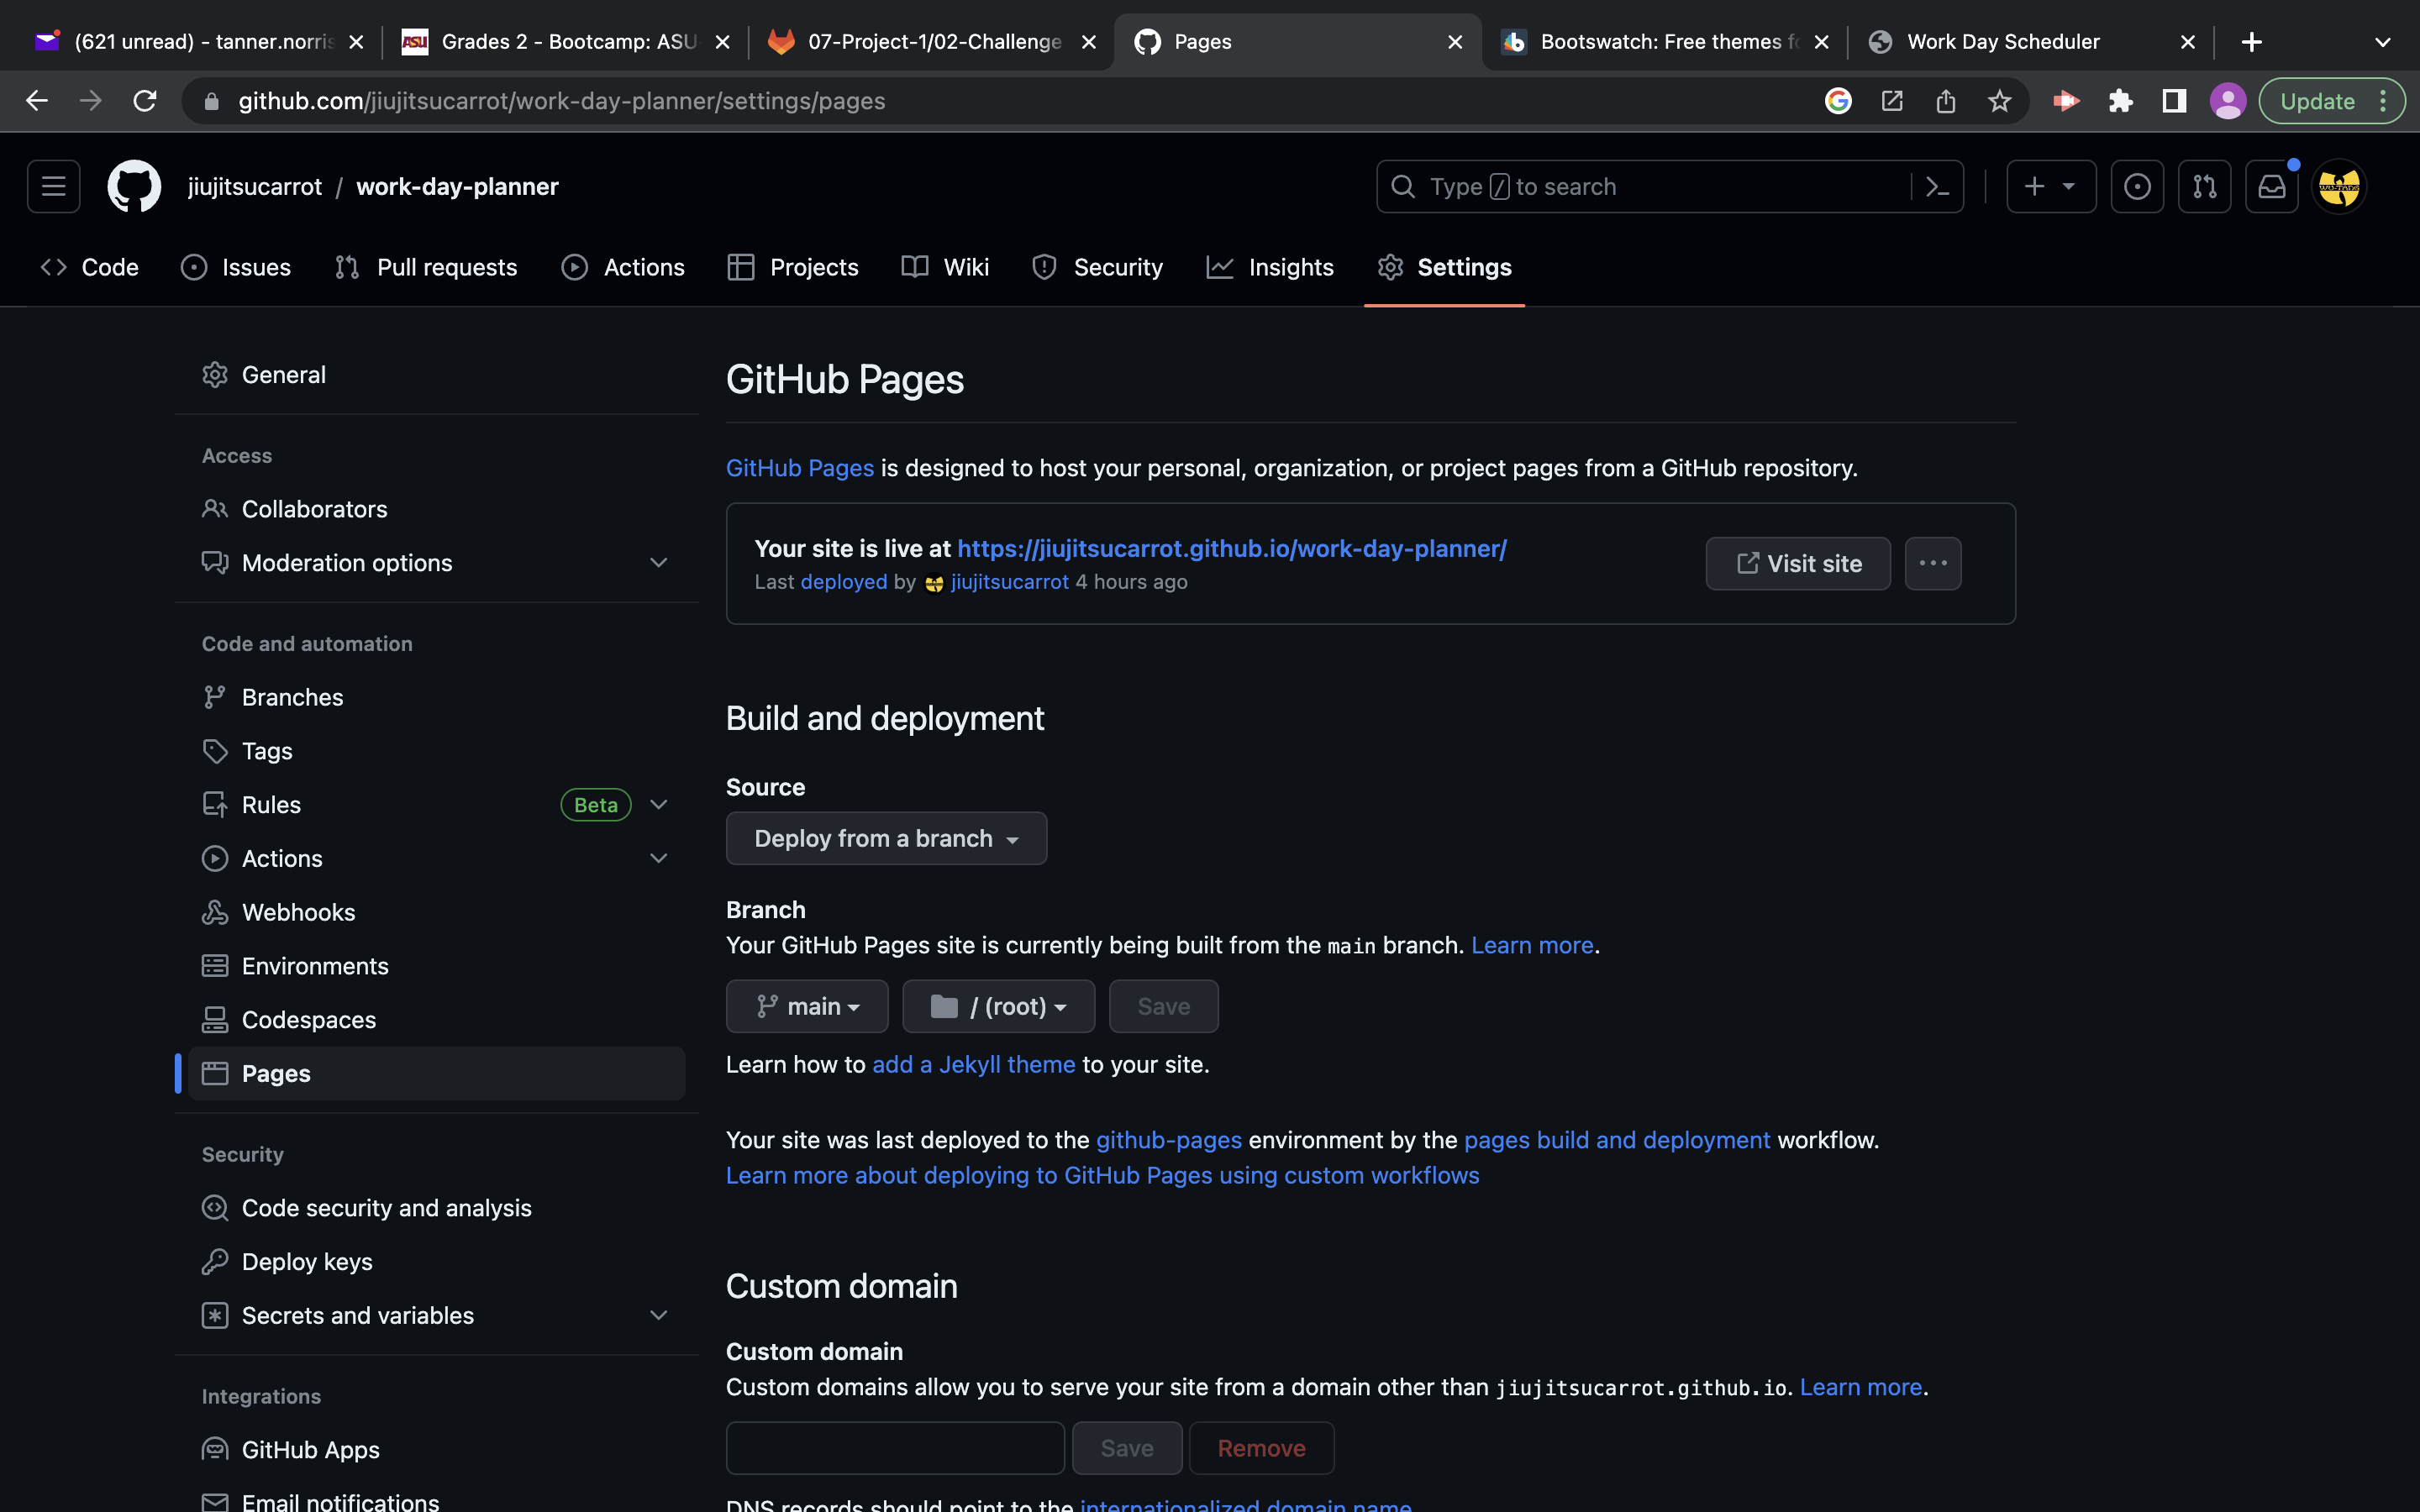 (621 unread) - tanner.norris
Grades 2 - Bootcamp: ASU
07-Project-1/02-Challenge
Pages
Bootswatch: Free themes fo
Work Day Scheduler
github.com/jiujitsucarrot/work-day-planner/settings/pages
Update
jiujitsucarrot / work-day-planner
Type / to search
Code
Issues
Pull requests
Actions
Projects
Wiki
Security
Insights
Settings
General
Access
Collaborators
Moderation options
Code and automation
Branches
Tags
Rules Beta
Actions
Webhooks
Environments
Codespaces
Pages
Security
Code security and analysis
Deploy keys
Secrets and variables
Integrations
GitHub Apps
Email notifications
GitHub Pages
GitHub Pages is designed to host your personal, organization, or project pages from a GitHub repository.
Your site is live at https://jiujitsucarrot.github.io/work-day-planner/
Last deployed by jiujitsucarrot 4 hours ago
Visit site
Build and deployment
Source
Deploy from a branch
Branch
Your GitHub Pages site is currently being built from the main branch. Learn more.
main / (root) Save
Learn how to add a Jekyll theme to your site.
Your site was last deployed to the github-pages environment by the pages build and deployment workflow.
Learn more about deploying to GitHub Pages using custom workflows
Custom domain
Custom domain
Custom domains allow you to serve your site from a domain other than jiujitsucarrot.github.io. Learn more.
Save Remove
DNS records should point to the internationalized domain name.